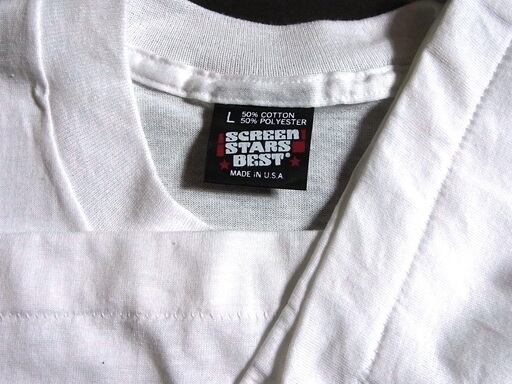 L 50% COTTON
50% POLYESTER
SCREEN
STARS
BEST®
MADE IN U.S.A